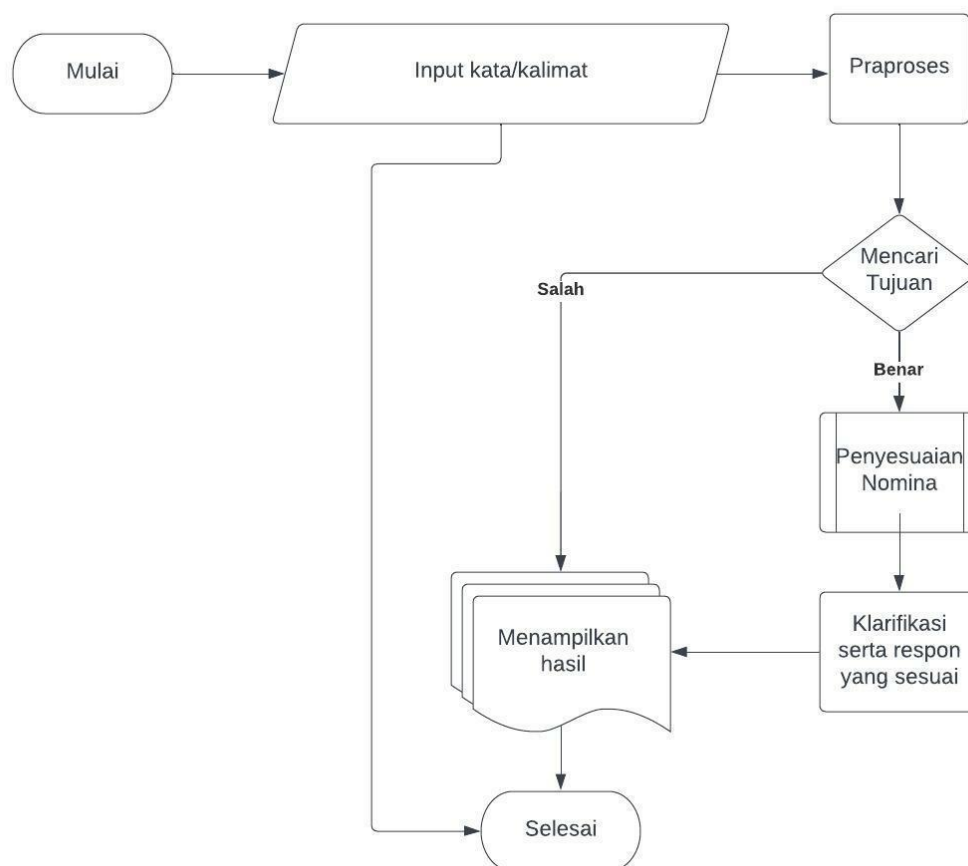 Mulai
Input kata/kalimat
Praproses
Mencari
Tujuan
Salah
Benar
Penyesuaian
Nomina
Klarifikasi
serta respon
yang sesuai
Menampilkan
hasil
Selesai